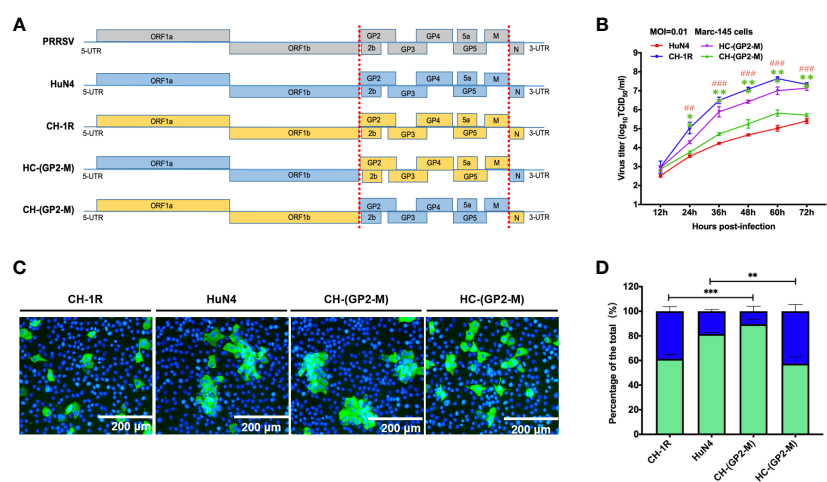 A
PRRSV
ORF1a
ORF1b
GP2
2b
GP3
GP4
5a
GP5
M
N
5-UTR
3-UTR
HuN4
ORF1a
ORF1b
GP2
2b
GP3
GP4
5a
GP5
M
N
5-UTR
3-UTR
CH-1R
ORF1a
ORF1b
GP2
2b
GP3
GP4
5a
GP5
M
N
5-UTR
3-UTR
HC-(GP2-M)
ORF1a
ORF1b
GP2
2b
GP3
GP4
5a
GP5
M
N
5-UTR
3-UTR
CH-(GP2-M)
ORF1a
ORF1b
GP2
2b
GP3
GP4
5a
GP5
M
N
5-UTR
3-UTR
B
MOI=0.01 Marc-145 cells
HuN4
HC-(GP2-M)
CH-1R
CH-(GP2-M)
Virus titer (log10TCID50/ml)
9
8
7
6
5
4
3
2
1
##
*
*
###
**
*
###
**
*
###
**
*
###
**
*
12h 24h 36h 48h 60h 72h
Hours post-infection
C
CH-1R HuN4 CH-(GP2-M) HC-(GP2-M)
200 μm 200 μm 200 μm 200 μm
D
Percentage of the total (%)
120
100
80
60
40
20
0
**
***
CH-1R
HuN4
CH-(GP2-M)
HC-(GP2-M)